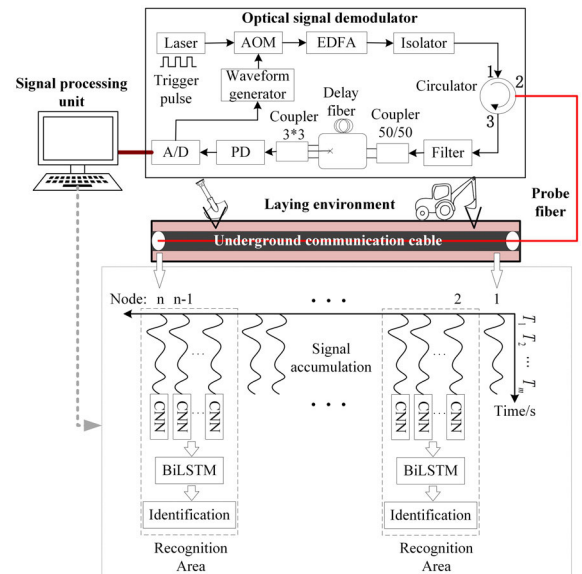 Optical signal demodulator
Laser
AOM
EDFA
Isolator
Trigger
pulse
Waveform
generator
Circulator
1
2
3
Signal processing
unit
Delay
fiber
Coupler
3*3
Coupler
50/50
A/D
PD
Filter
Laying environment
Probe
fiber
Underground communication cable
Node: n n-1 . . . 2 1
T1 T2 ... Tm
... Signal ...
accumulation
. . .
Time/s
CNN CNN ... CNN CNN CNN ... CNN
BiLSTM BiLSTM
Identification Identification
Recognition Recognition
Area Area